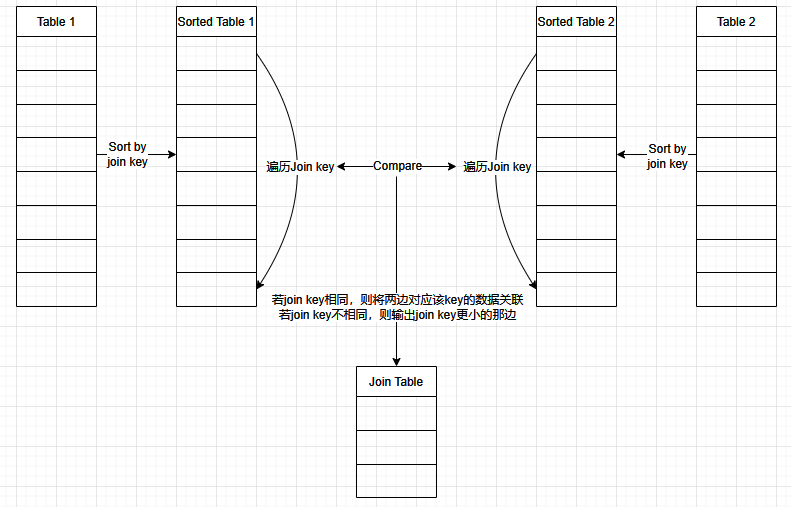 Table 1
Sorted Table 1
Sorted Table 2
Table 2
Sort by
join key
遍历Join key
Compare
遍历Join key
Sort by
join key
若join key相同，则将两边对应该key的数据关联
若join key不相同，则输出join key更小的那边
Join Table